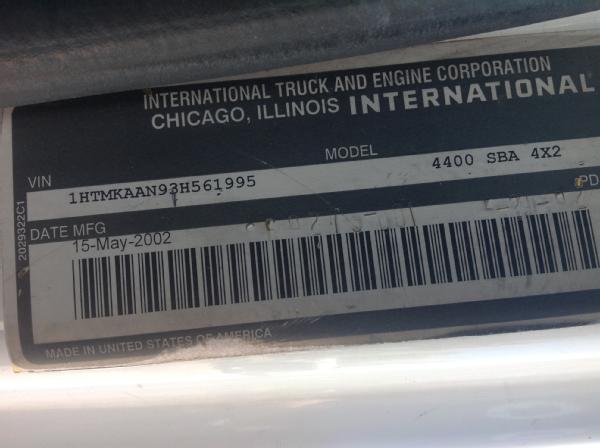 INTERNATIONAL TRUCK AND ENGINE CORPORATION
CHICAGO, ILLINOIS INTERNATIONAL
VIN MODEL
1HTMKAAN93H561995 4400 SBA 4X2
DATE MFG PD
15-May-2002
MADE IN UNITED STATES OF AMERICA
2029322C1